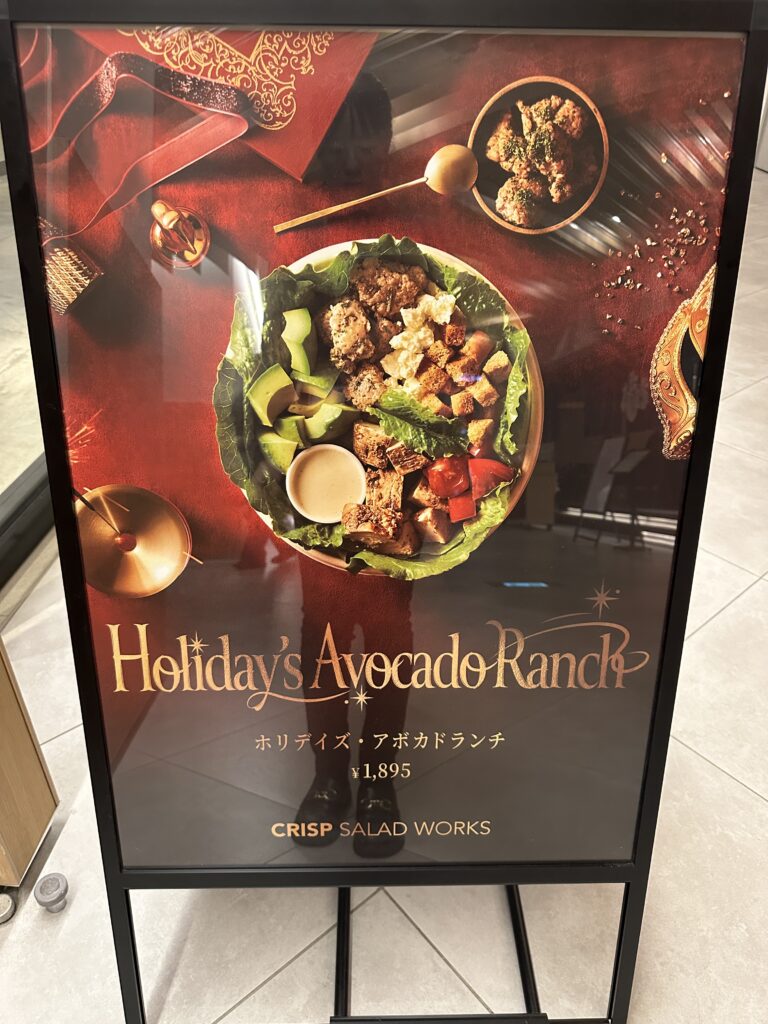 Holiday's Avocado Ranch
ホリデイズ・アボカドランチ
¥1,895
CRISP SALAD WORKS